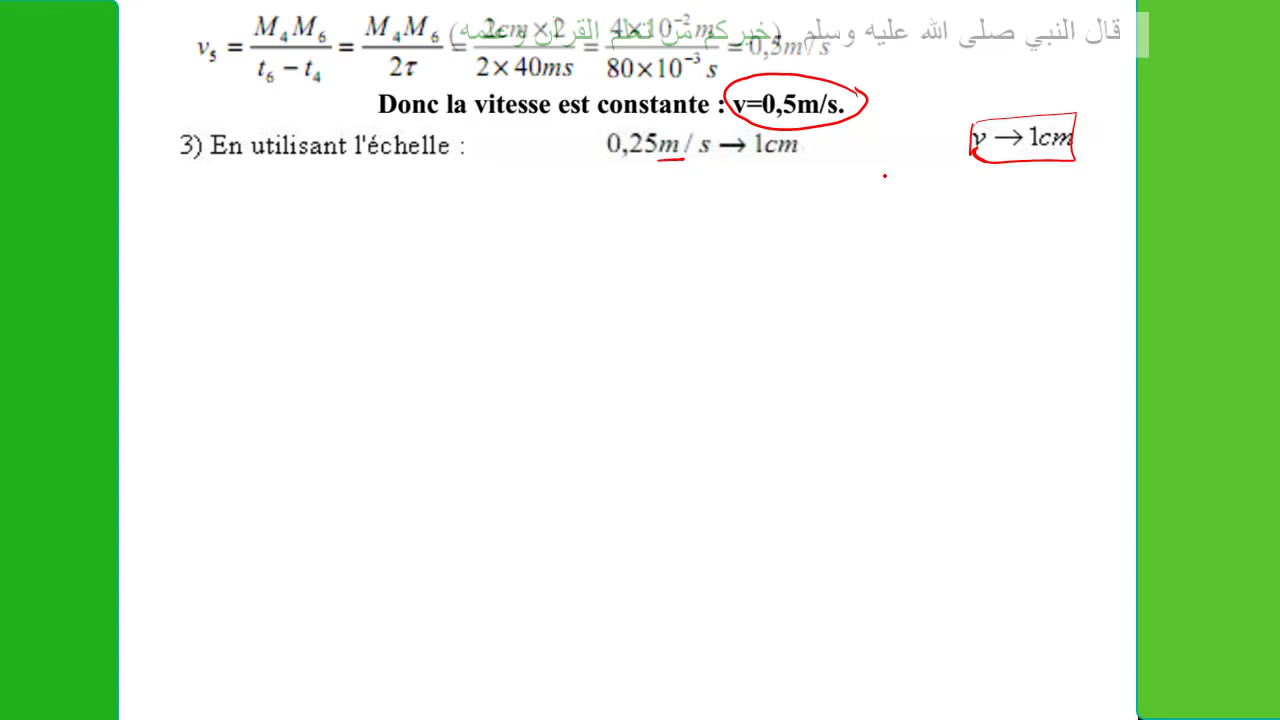 قال النبي صلى الله عليه وسلم (خيركم من تعلم القرآن وعلمه)
v₅ = M₄M₆ / (t₆ − t₄) = M₄M₆ / 2τ = 2cm × 2 / 2 × 40ms = 4×10⁻² m / 80×10⁻³ s = 0,5m/s
Donc la vitesse est constante : v=0,5m/s.
3) En utilisant l'échelle : 0,25m / s → 1cm v → 1cm